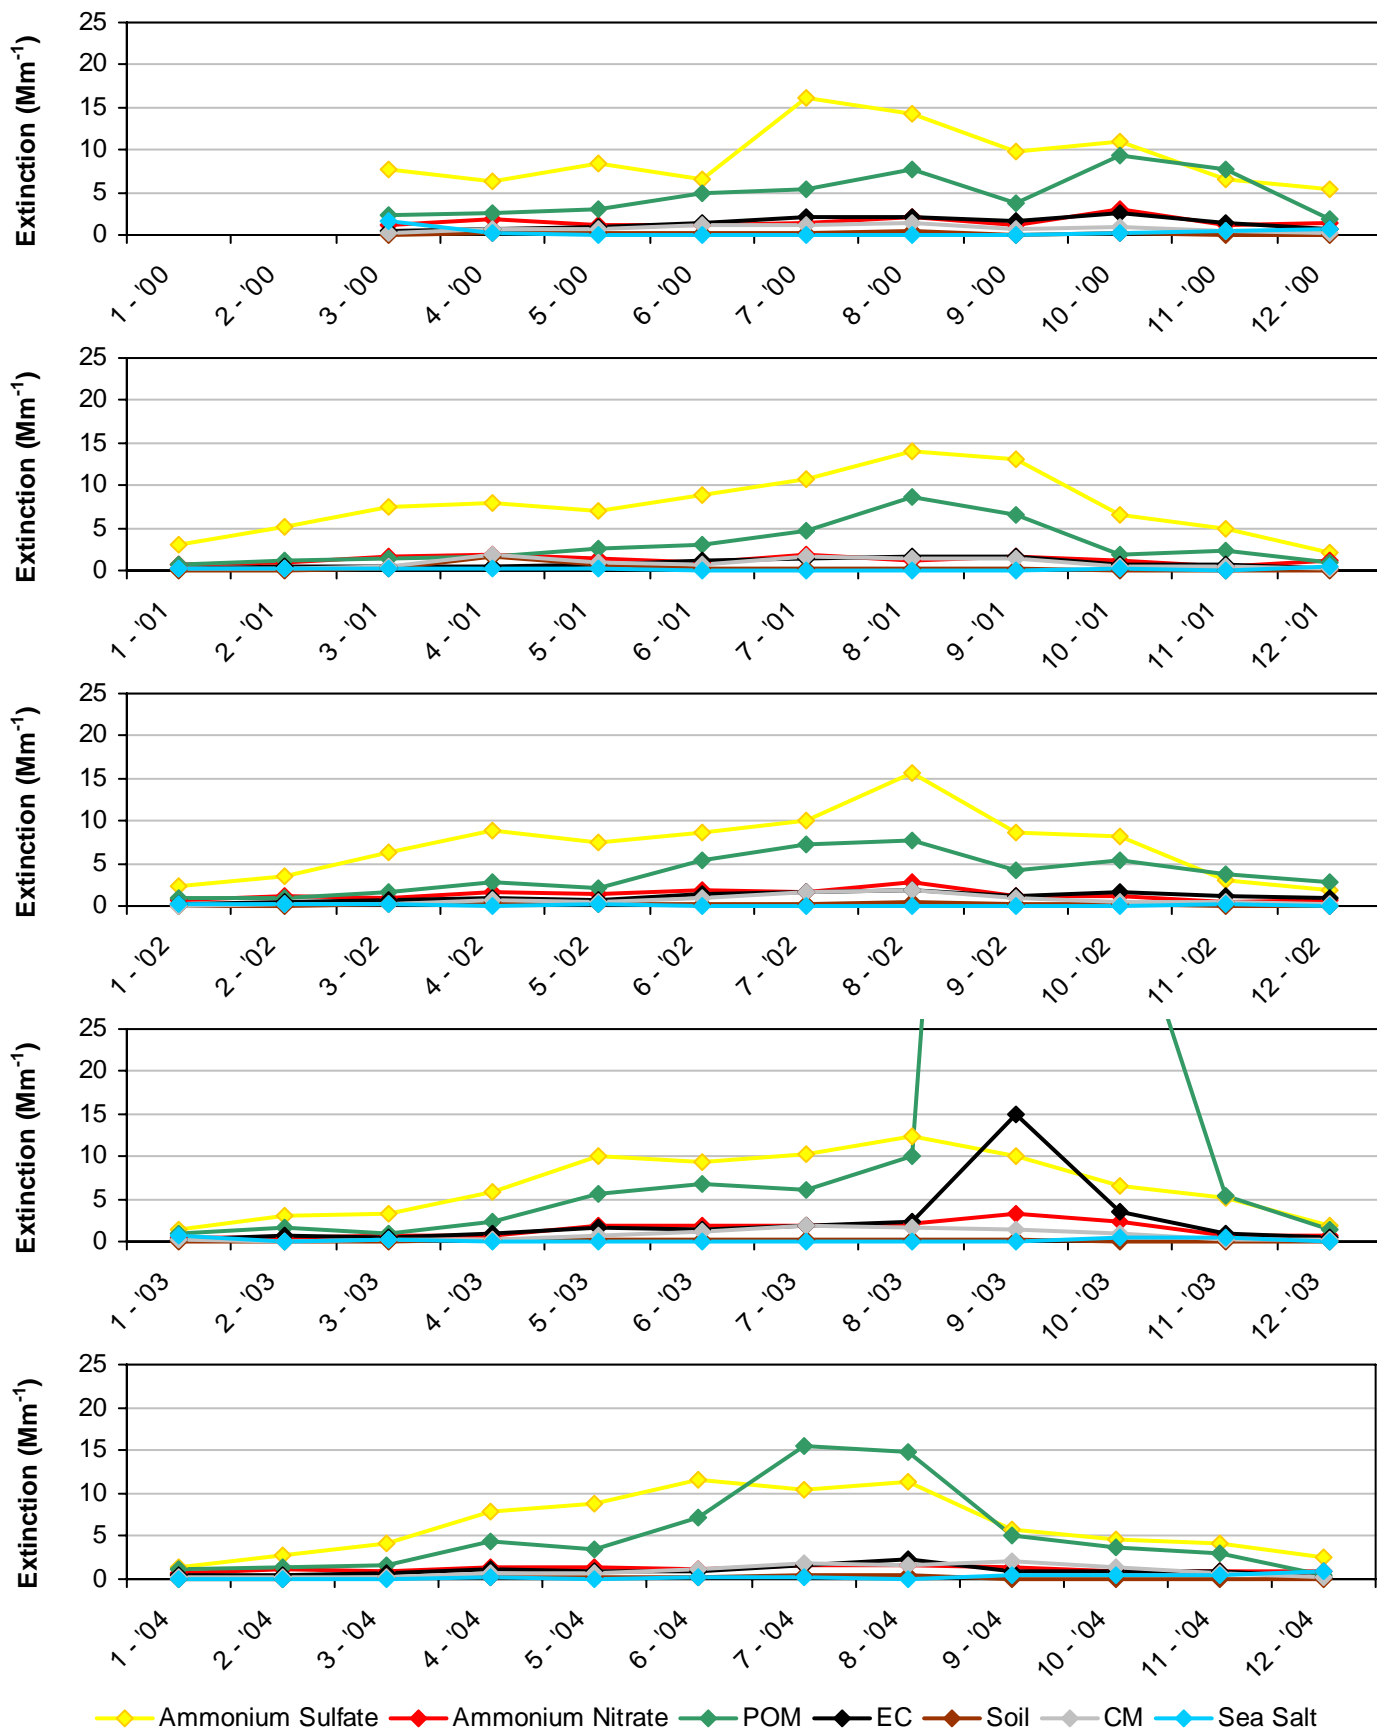 Extinction (Mm-1)
25
20
15
10
5
0
1 - '00 2 - '00 3 - '00 4 - '00 5 - '00 6 - '00 7 - '00 8 - '00 9 - '00 10 - '00 11 - '00 12 - '00
Extinction (Mm-1)
25
20
15
10
5
0
1 - '01 2 - '01 3 - '01 4 - '01 5 - '01 6 - '01 7 - '01 8 - '01 9 - '01 10 - '01 11 - '01 12 - '01
Extinction (Mm-1)
25
20
15
10
5
0
1 - '02 2 - '02 3 - '02 4 - '02 5 - '02 6 - '02 7 - '02 8 - '02 9 - '02 10 - '02 11 - '02 12 - '02
Extinction (Mm-1)
25
20
15
10
5
0
1 - '03 2 - '03 3 - '03 4 - '03 5 - '03 6 - '03 7 - '03 8 - '03 9 - '03 10 - '03 11 - '03 12 - '03
Extinction (Mm-1)
25
20
15
10
5
0
1 - '04 2 - '04 3 - '04 4 - '04 5 - '04 6 - '04 7 - '04 8 - '04 9 - '04 10 - '04 11 - '04 12 - '04
Ammonium Sulfate Ammonium Nitrate POM EC Soil CM Sea Salt